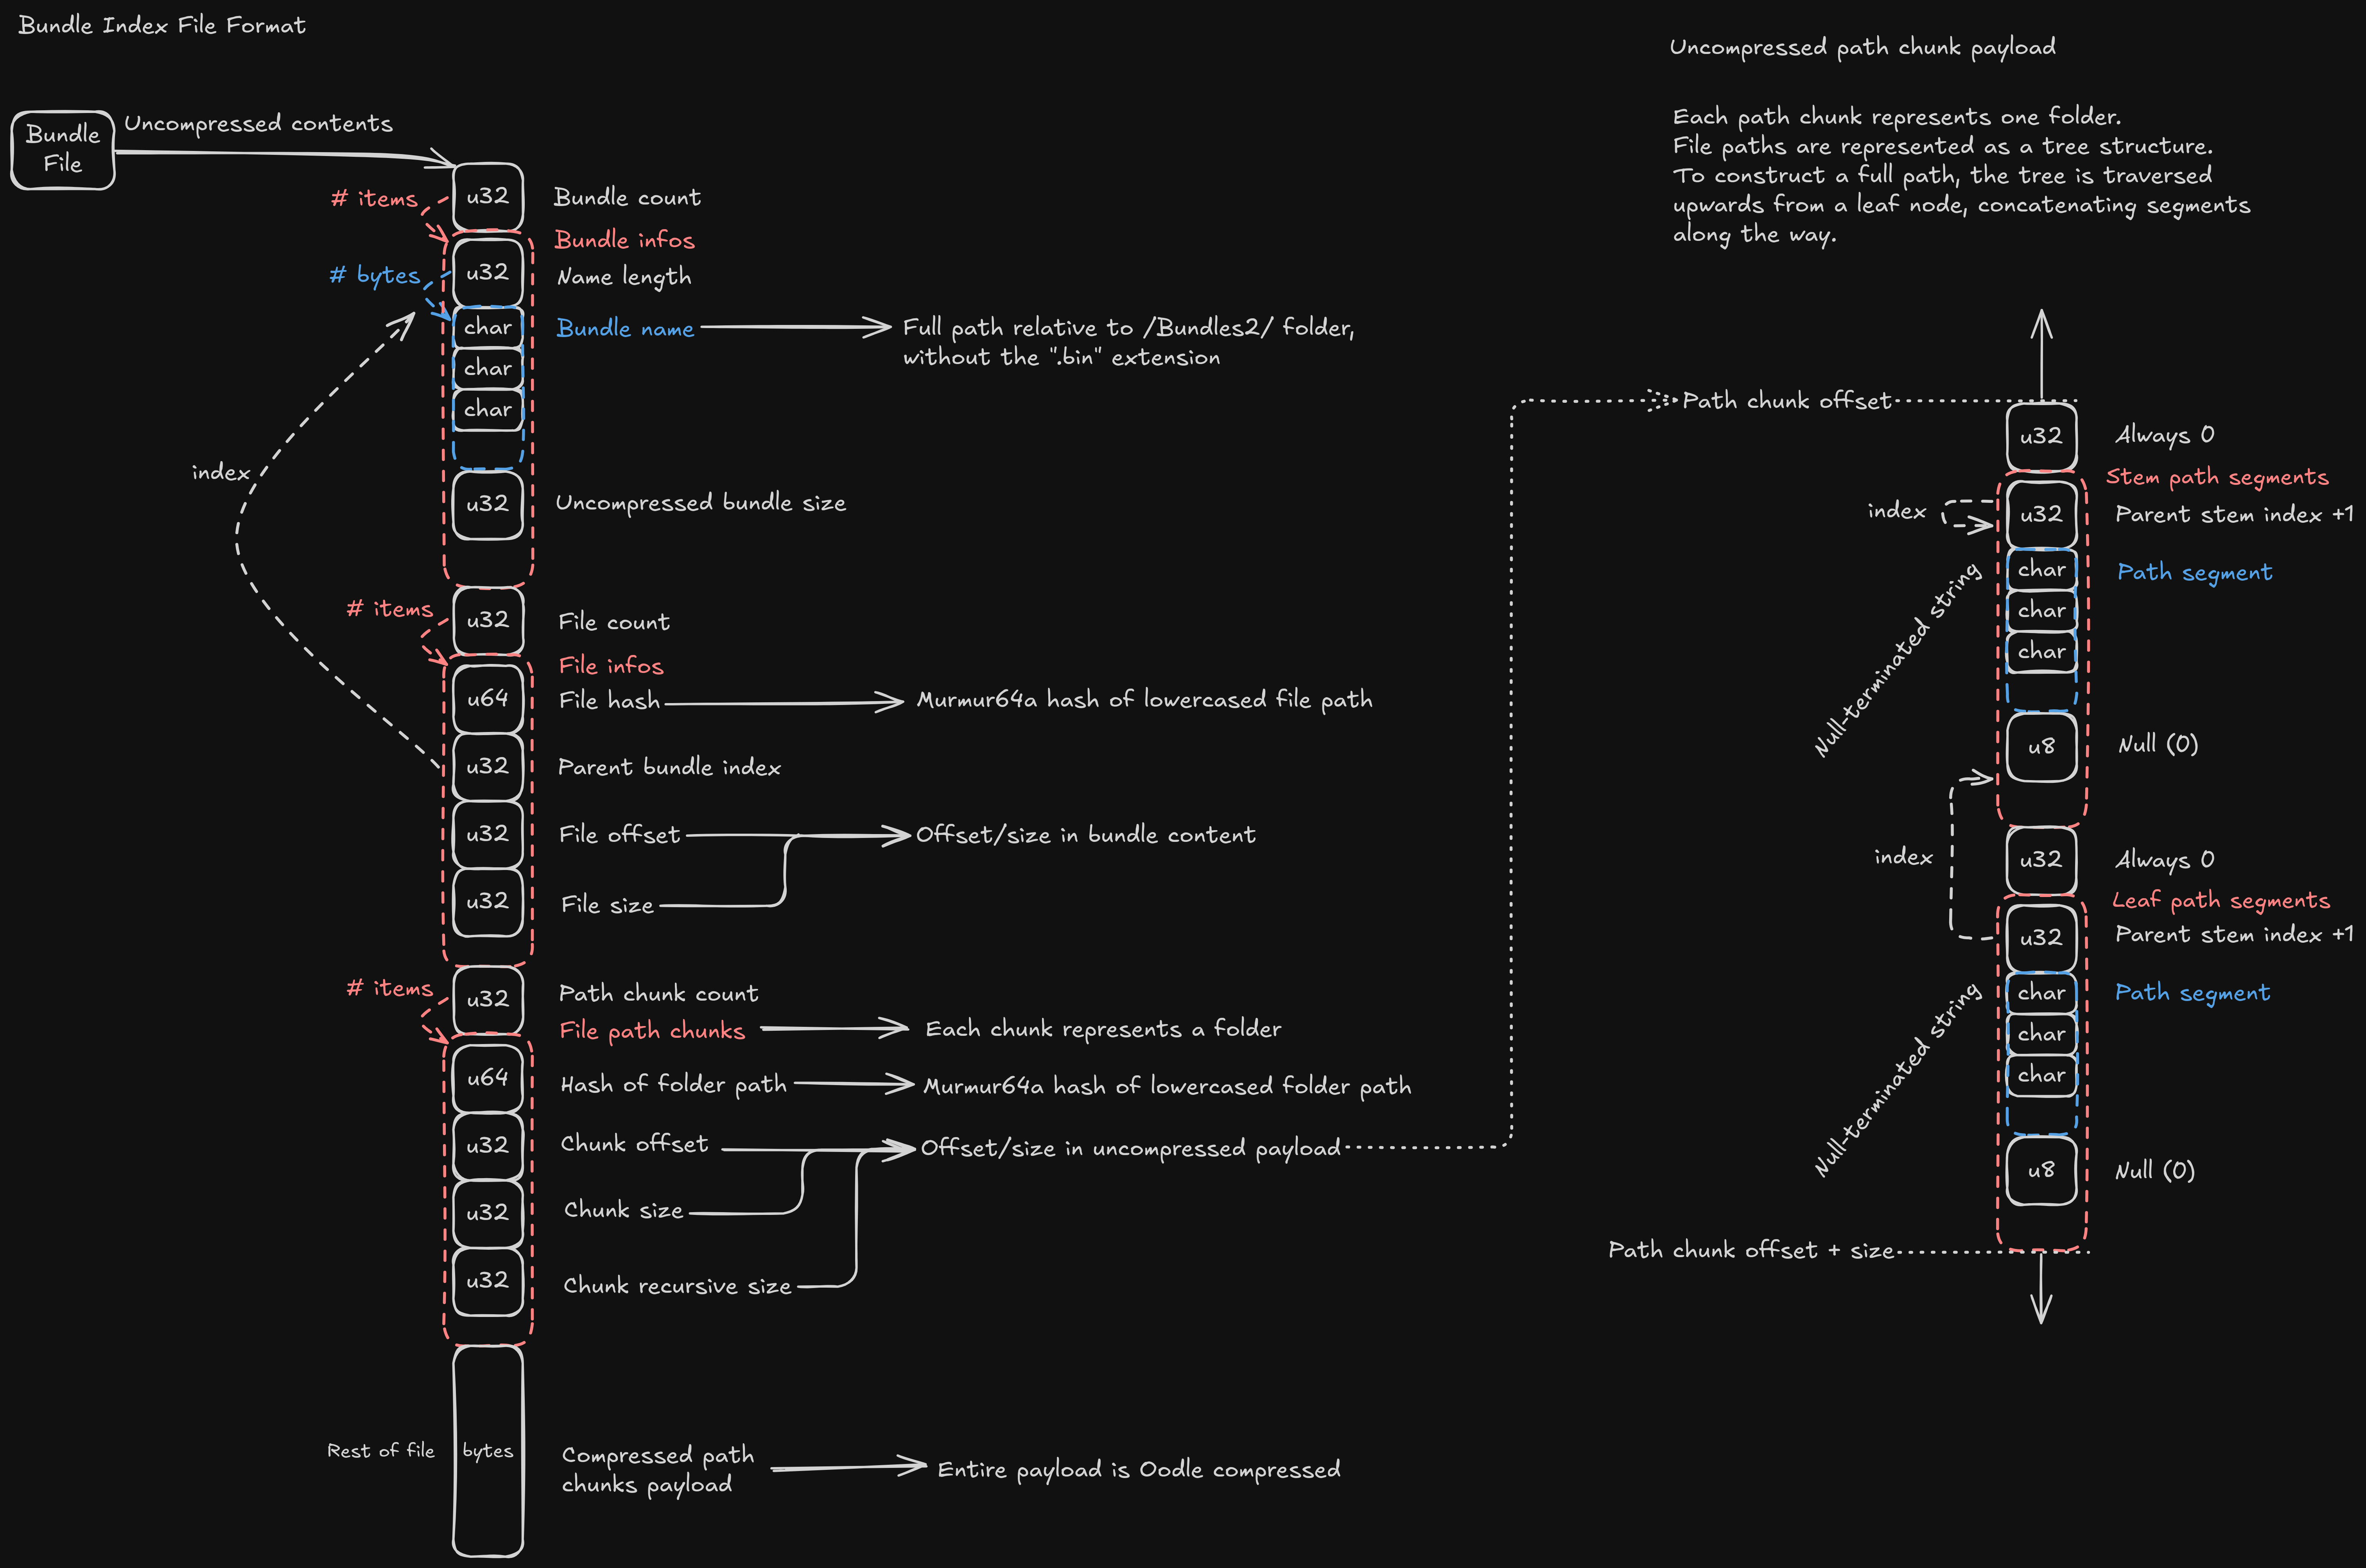 Bundle Index File Format
Bundle
File
Uncompressed contents
# items
u32
Bundle count
Bundle infos
# bytes
u32
Name length
char
Bundle name
Full path relative to /Bundles2/ folder,
without the ".bin" extension
char
char
index
u32
Uncompressed bundle size
# items
u32
File count
File infos
u64
File hash
Murmur64a hash of lowercased file path
u32
Parent bundle index
u32
File offset
Offset/size in bundle content
u32
File size
# items
u32
Path chunk count
File path chunks
Each chunk represents a folder
u64
Hash of folder path
Murmur64a hash of lowercased folder path
u32
Chunk offset
Offset/size in uncompressed payload
u32
Chunk size
u32
Chunk recursive size
Rest of file
bytes
Compressed path
chunks payload
Entire payload is Oodle compressed
Uncompressed path chunk payload
Each path chunk represents one folder.
File paths are represented as a tree structure.
To construct a full path, the tree is traversed
upwards from a leaf node, concatenating segments
along the way.
Path chunk offset
u32
Always 0
Stem path segments
index
u32
Parent stem index +1
Null-terminated string
char
Path segment
char
char
u8
Null (0)
index
u32
Always 0
Leaf path segments
u32
Parent stem index +1
Null-terminated string
char
Path segment
char
char
u8
Null (0)
Path chunk offset + size